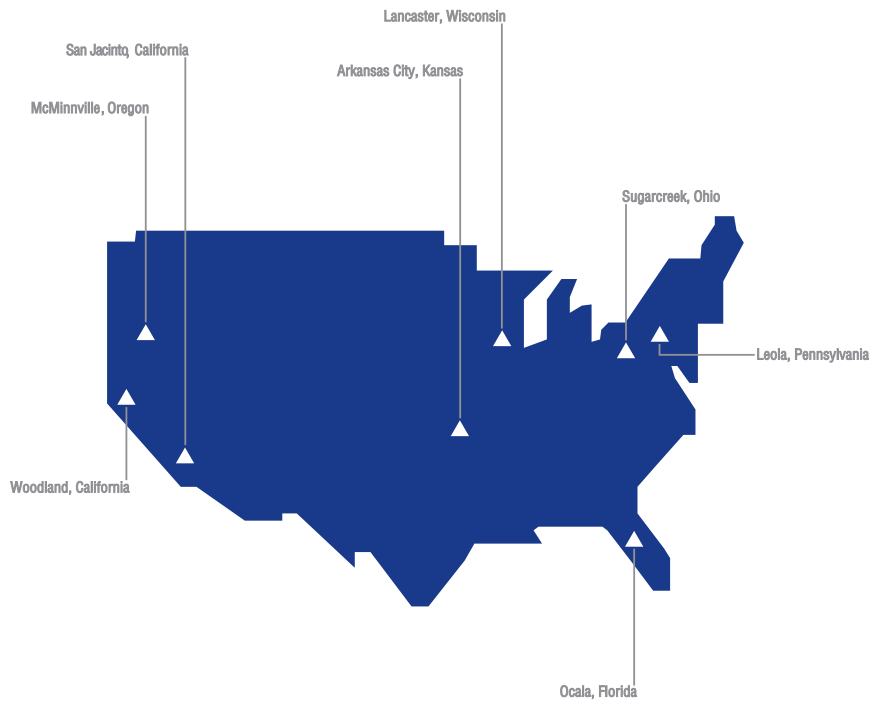 Lancaster, Wisconsin
San Jacinto, California
Arkansas City, Kansas
McMinnville, Oregon
Sugarcreek, Ohio
Leola, Pennsylvania
Woodland, California
Ocala, Florida